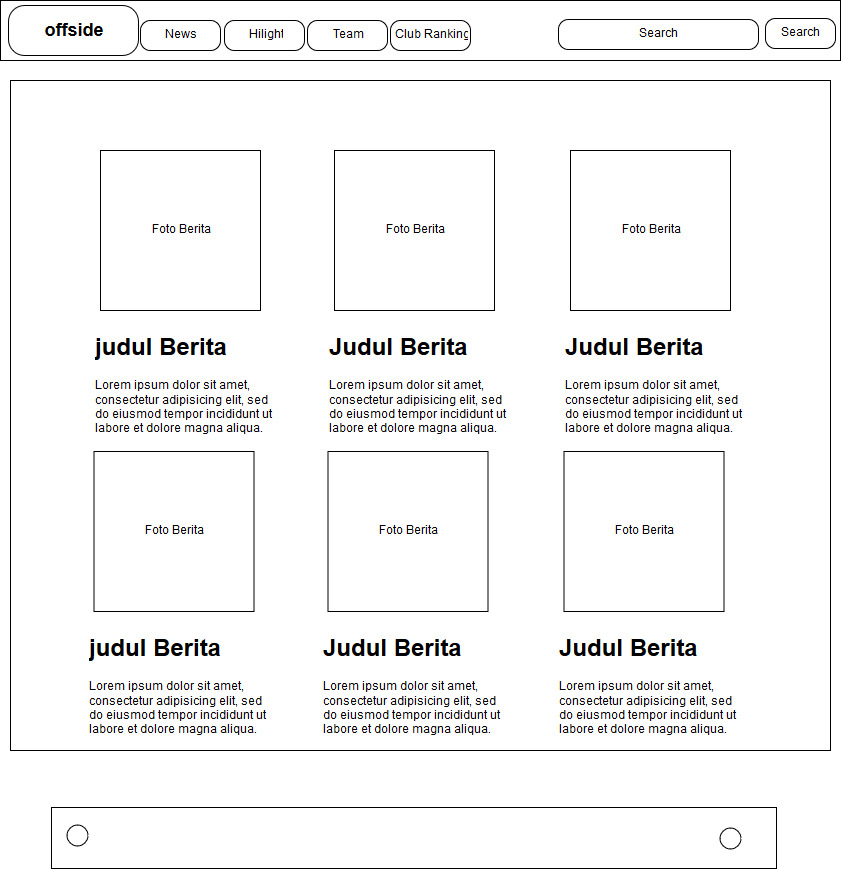 offside
News
Hilight
Team
Club Ranking
Search
Search
Foto Berita
Foto Berita
Foto Berita
judul Berita
Judul Berita
Judul Berita
Lorem ipsum dolor sit amet,
consectetur adipisicing elit, sed
do eiusmod tempor incididunt ut
labore et dolore magna aliqua.
Lorem ipsum dolor sit amet,
consectetur adipisicing elit, sed
do eiusmod tempor incididunt ut
labore et dolore magna aliqua.
Lorem ipsum dolor sit amet,
consectetur adipisicing elit, sed
do eiusmod tempor incididunt ut
labore et dolore magna aliqua.
Foto Berita
Foto Berita
Foto Berita
judul Berita
Judul Berita
Judul Berita
Lorem ipsum dolor sit amet,
consectetur adipisicing elit, sed
do eiusmod tempor incididunt ut
labore et dolore magna aliqua.
Lorem ipsum dolor sit amet,
consectetur adipisicing elit, sed
do eiusmod tempor incididunt ut
labore et dolore magna aliqua.
Lorem ipsum dolor sit amet,
consectetur adipisicing elit, sed
do eiusmod tempor incididunt ut
labore et dolore magna aliqua.